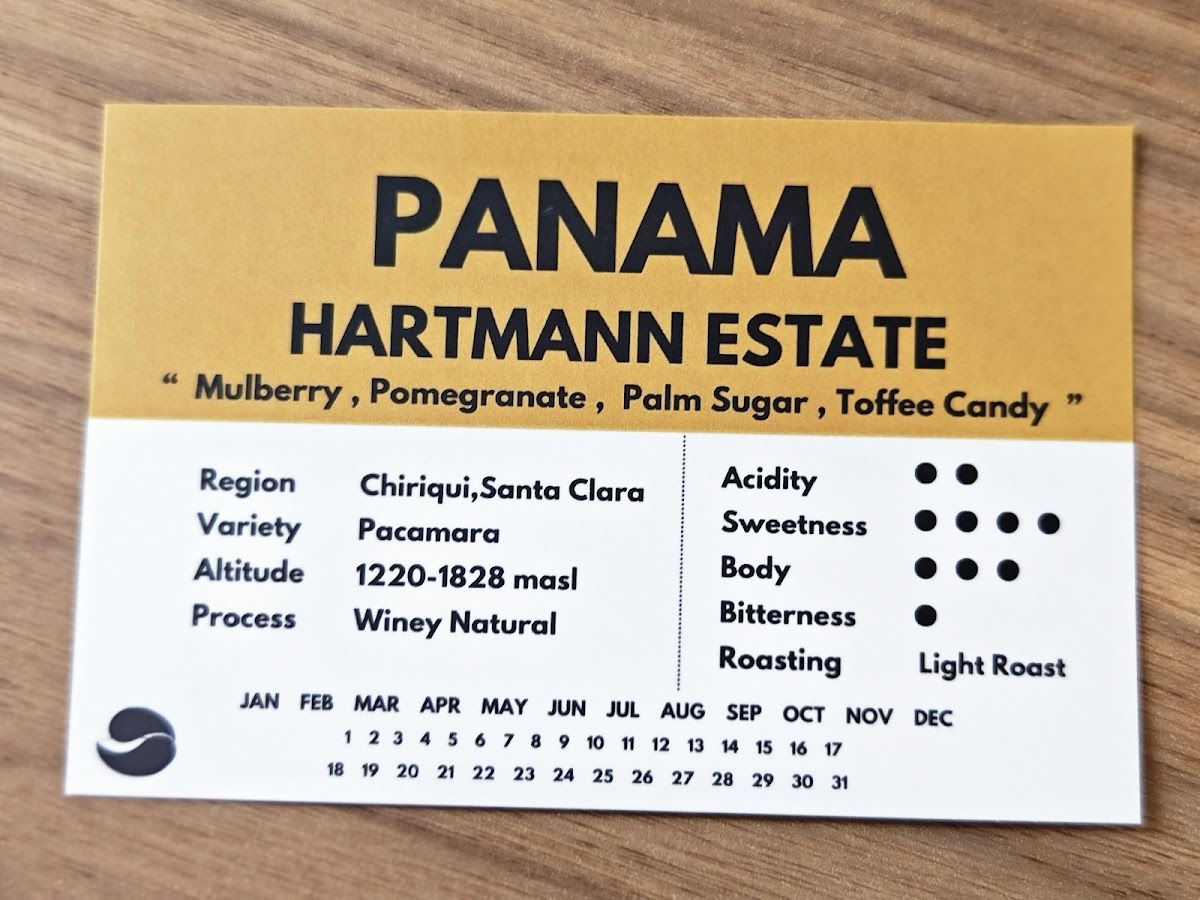 PANAMA
HARTMANN ESTATE
“ Mulberry , Pomegranate , Palm Sugar , Toffee Candy ”
Region Chiriqui,Santa Clara
Variety Pacamara
Altitude 1220-1828 masl
Process Winey Natural
Acidity
Sweetness
Body
Bitterness
Roasting Light Roast
JAN FEB MAR APR MAY JUN JUL AUG SEP OCT NOV DEC
1 2 3 4 5 6 7 8 9 10 11 12 13 14 15 16 17
18 19 20 21 22 23 24 25 26 27 28 29 30 31